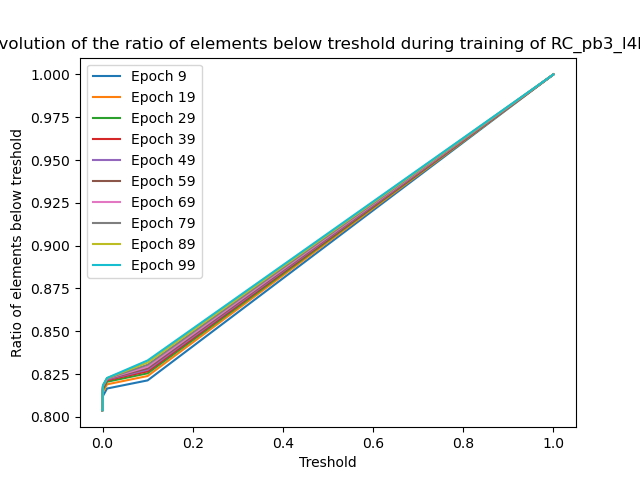 volution of the ratio of elements below treshold during training of RC_pb3_l4
Epoch 9
Epoch 19
Epoch 29
Epoch 39
Epoch 49
Epoch 59
Epoch 69
Epoch 79
Epoch 89
Epoch 99
Ratio of elements below treshold
1.000
0.975
0.950
0.925
0.900
0.875
0.850
0.825
0.800
0.0 0.2 0.4 0.6 0.8 1.0
Treshold